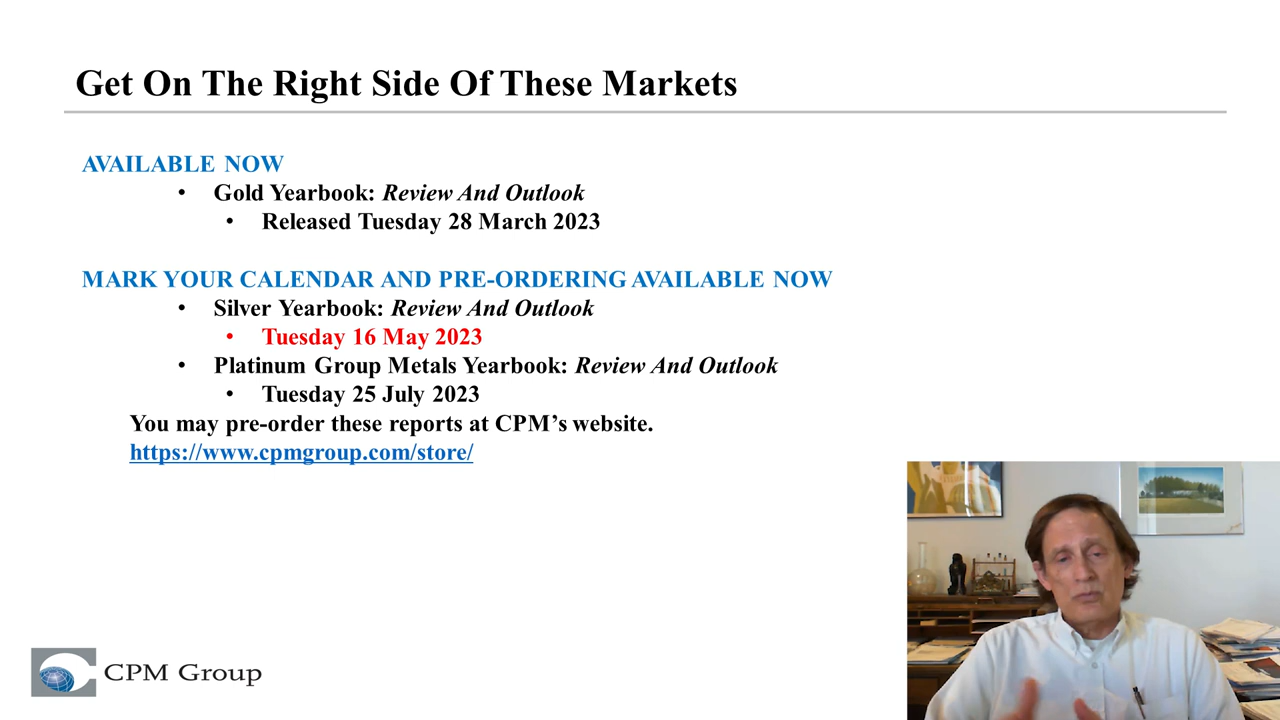 Get On The Right Side Of These Markets
AVAILABLE NOW
• Gold Yearbook: Review And Outlook
• Released Tuesday 28 March 2023
MARK YOUR CALENDAR AND PRE-ORDERING AVAILABLE NOW
• Silver Yearbook: Review And Outlook
• Tuesday 16 May 2023
• Platinum Group Metals Yearbook: Review And Outlook
• Tuesday 25 July 2023
You may pre-order these reports at CPM’s website.
https://www.cpmgroup.com/store/
CPM Group